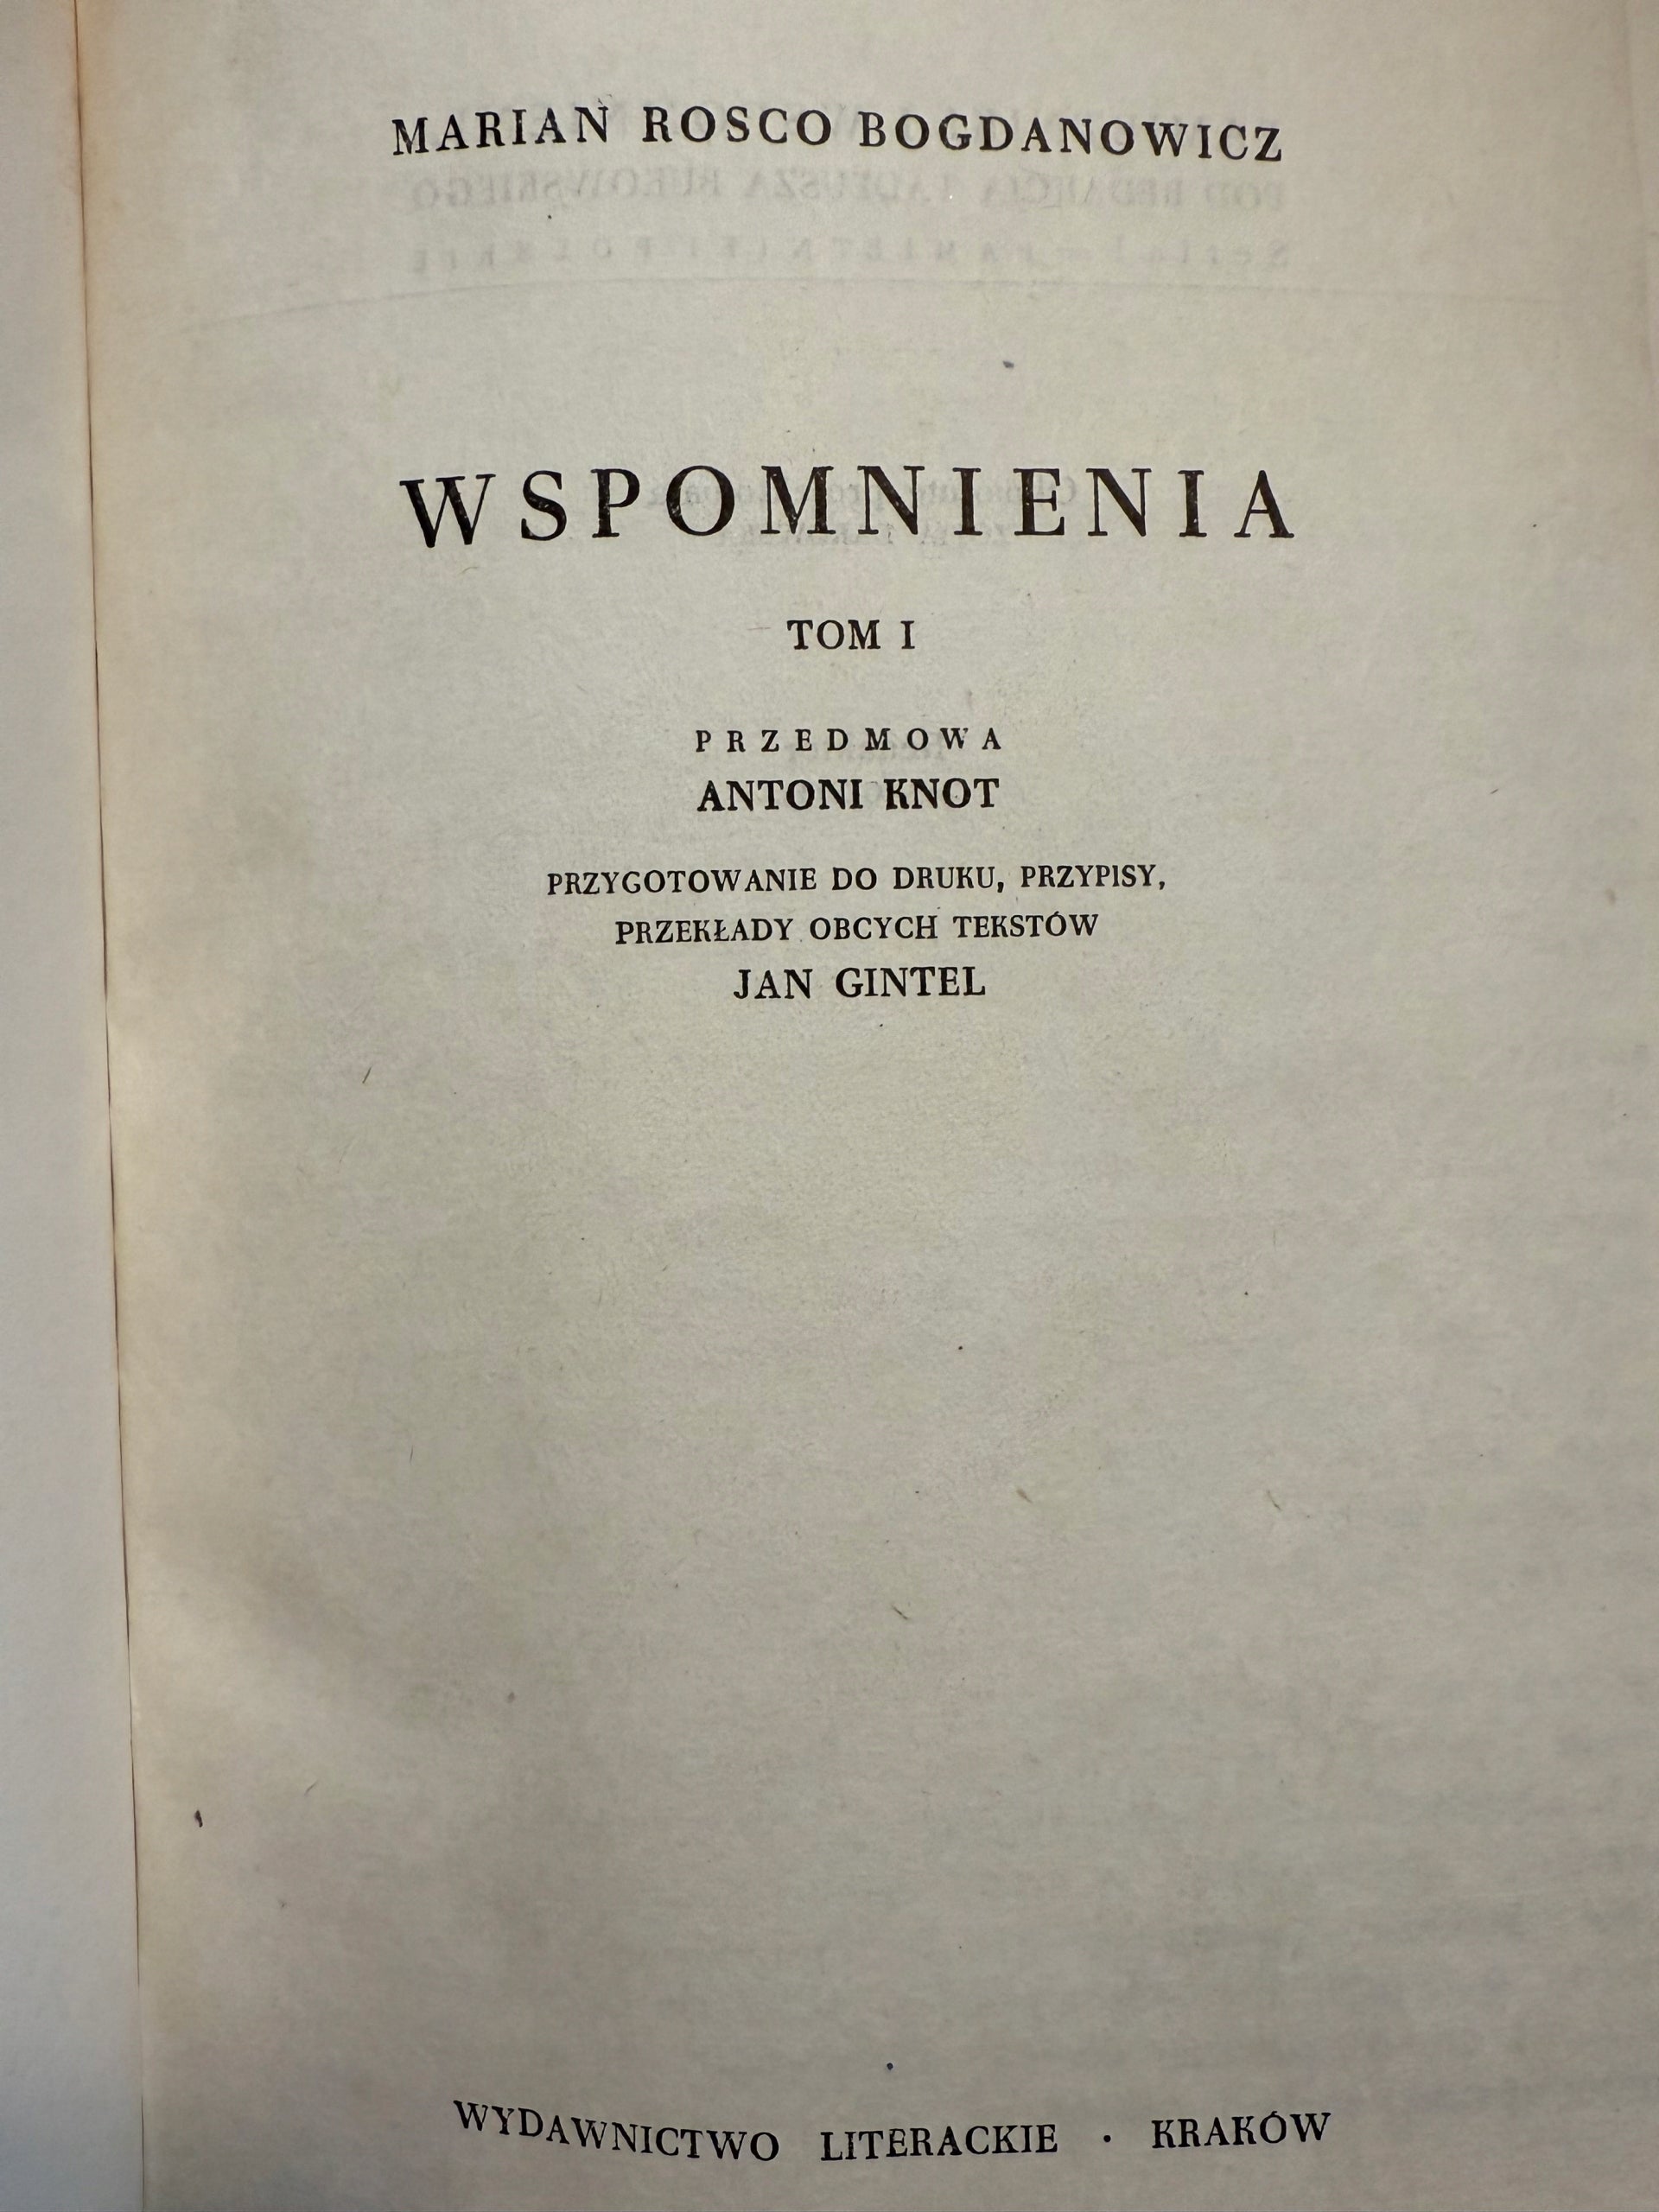 MARIAN ROSCO BOGDANOWICZ
WSPOMNIENIA
TOM I
PRZEDMOWA
ANTONI KNOT
PRZYGOTOWANIE DO DRUKU, PRZYPISY,
PRZEKŁADY OBCYCH TEKSTÓW
JAN GINTEL
WYDAWNICTWO LITERACKIE · KRAKÓW